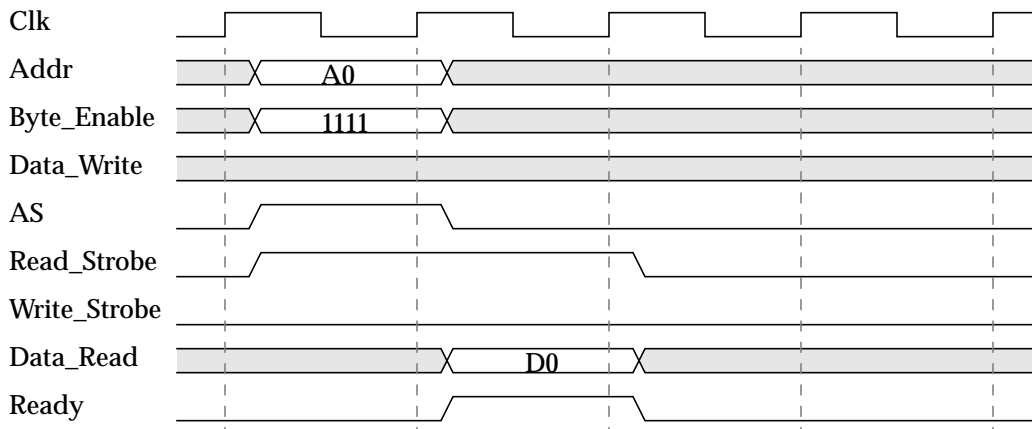 Clk
Addr
A0
Byte_Enable
1111
Data_Write
AS
Read_Strobe
Write_Strobe
Data_Read
D0
Ready